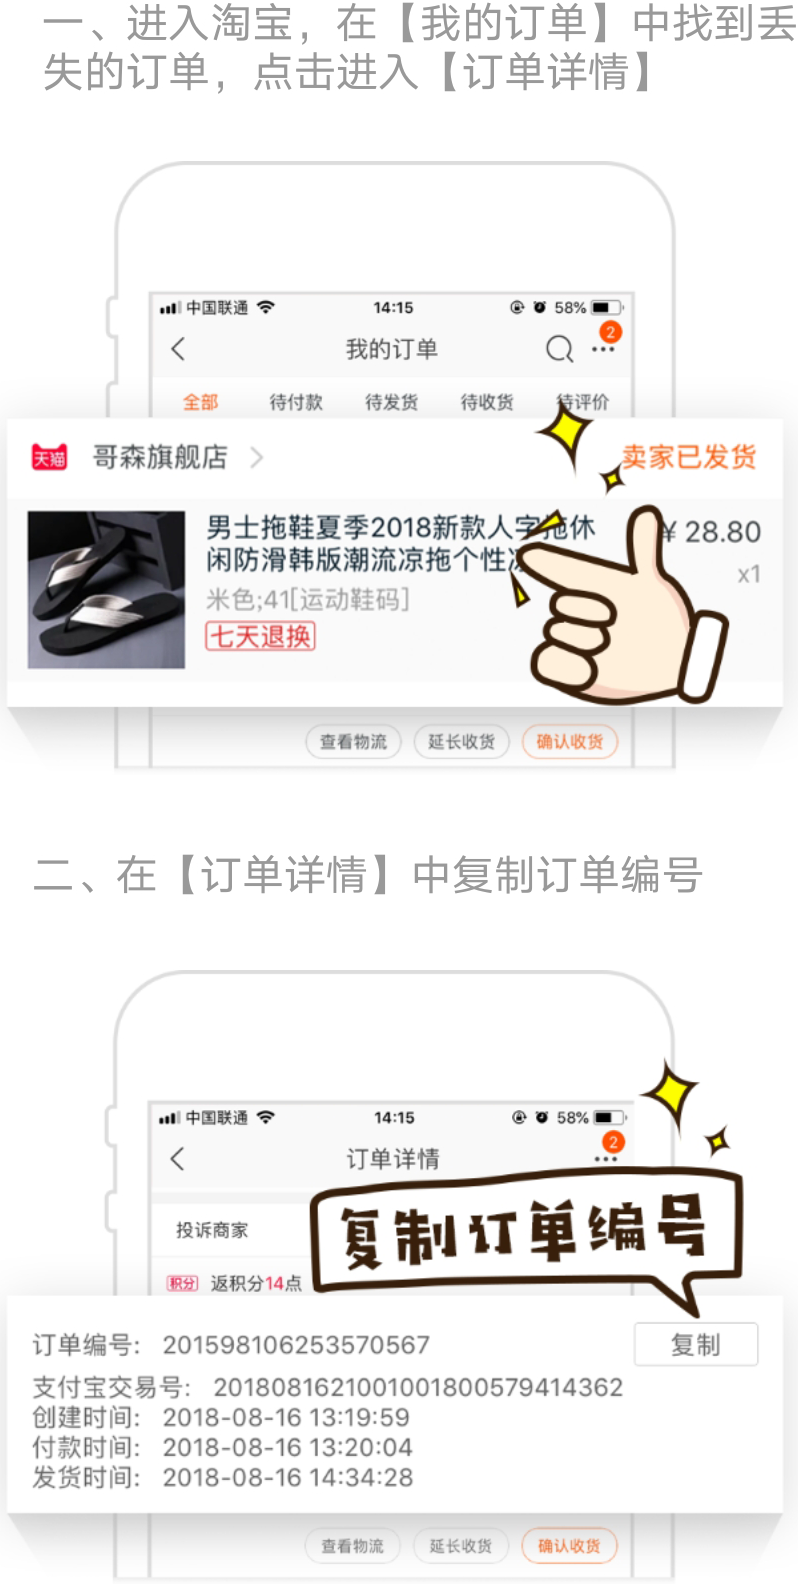 一、进入淘宝，在【我的订单】中找到丢
失的订单，点击进入【订单详情】
中国联通 14:15 58%
我的订单 2
全部 待付款 待发货 待收货 待评价
天猫 哥森旗舰店 卖家已发货
男士拖鞋夏季2018新款人字拖休 ¥ 28.80
闲防滑韩版潮流凉拖个性 x1
米色;41[运动鞋码]
七天退换
查看物流 延长收货 确认收货
二、在【订单详情】中复制订单编号
中国联通 14:15 58%
订单详情 2
投诉商家
复制订单编号
积分 返积分14点
订单编号: 201598106253570567 复制
支付宝交易号: 2018081621001001800579414362
创建时间: 2018-08-16 13:19:59
付款时间: 2018-08-16 13:20:04
发货时间: 2018-08-16 14:34:28
查看物流 延长收货 确认收货